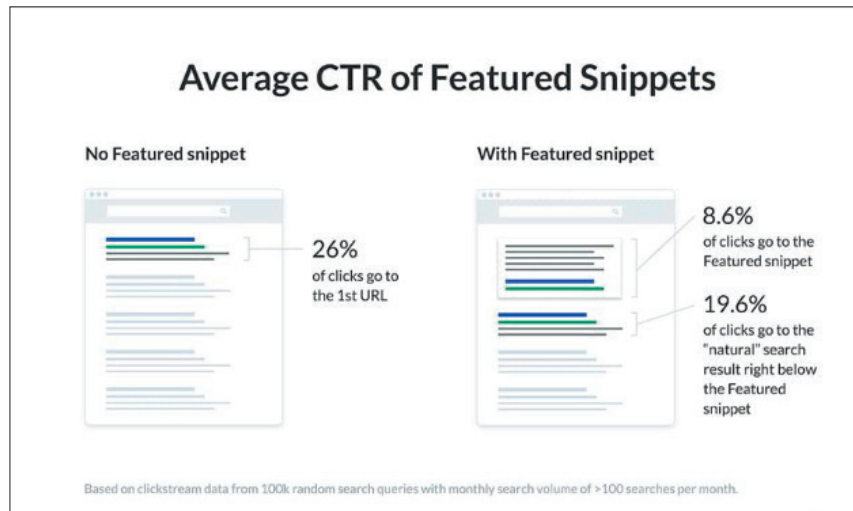 Average CTR of Featured Snippets
No Featured snippet
26%
of clicks go to
the 1st URL
With Featured snippet
8.6%
of clicks go to the
Featured snippet
19.6%
of clicks go to the
"natural" search
result right below
the Featured
snippet
Based on clickstream data from 100k random search queries with monthly search volume of >100 searches per month.